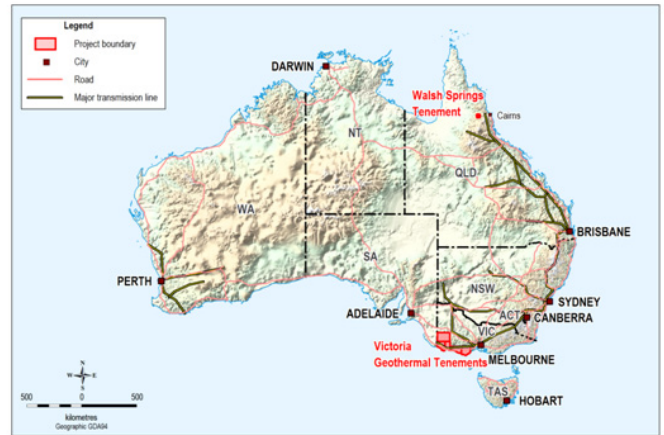 Legend
Project boundary
City
Road
Major transmission line
DARWIN
Walsh Springs
Tenement
Cairns
NT
QLD
WA
BRISBANE
SA
PERTH
NSW
SYDNEY
ADELAIDE
ACT
CANBERRA
VIC
Victoria
Geothermal Tenements
MELBOURNE
TAS
HOBART
N
W E
S
500 0 500
kilometres
Geographic GDA94